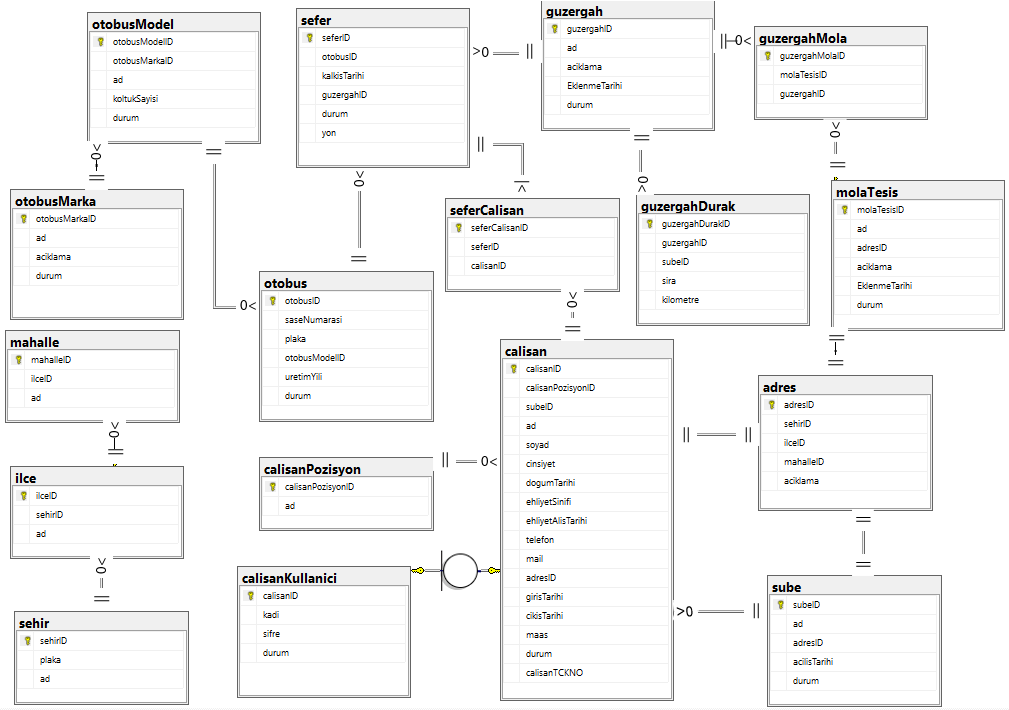 otobusModel
otobusModelID
otobusMarkaID
ad
koltukSayisi
durum
sefer
seferID
otobusID
kalkisTarihi
guzergahID
durum
yon
guzergah
guzergahID
ad
aciklama
EklenmeTarihi
durum
guzergahMola
guzergahMolaID
molaTesisID
guzergahID
otobusMarka
otobusMarkaID
ad
aciklama
durum
seferCalisan
seferCalisanID
seferID
calisanID
guzergahDurak
guzergahDurakID
guzergahID
subeID
sira
kilometre
molaTesis
molaTesisID
ad
adresID
aciklama
EklenmeTarihi
durum
otobus
otobusID
saseNumarasi
plaka
otobusModelID
uretimYili
durum
mahalle
mahalleID
ilceID
ad
calisan
calisanID
calisanPozisyonID
subeID
ad
soyad
cinsiyet
dogumTarihi
ehliyetSinifi
ehliyetAlisTarihi
telefon
mail
adresID
girisTarihi
cikisTarihi
maas
durum
calisanTCKNO
adres
adresID
sehirID
ilceID
mahalleID
aciklama
ilce
ilceID
sehirID
ad
calisanPozisyon
calisanPozisyonID
ad
calisanKullanici
calisanID
kadi
sifre
durum
sube
subeID
ad
adresID
acilisTarihi
durum
sehir
sehirID
plaka
ad